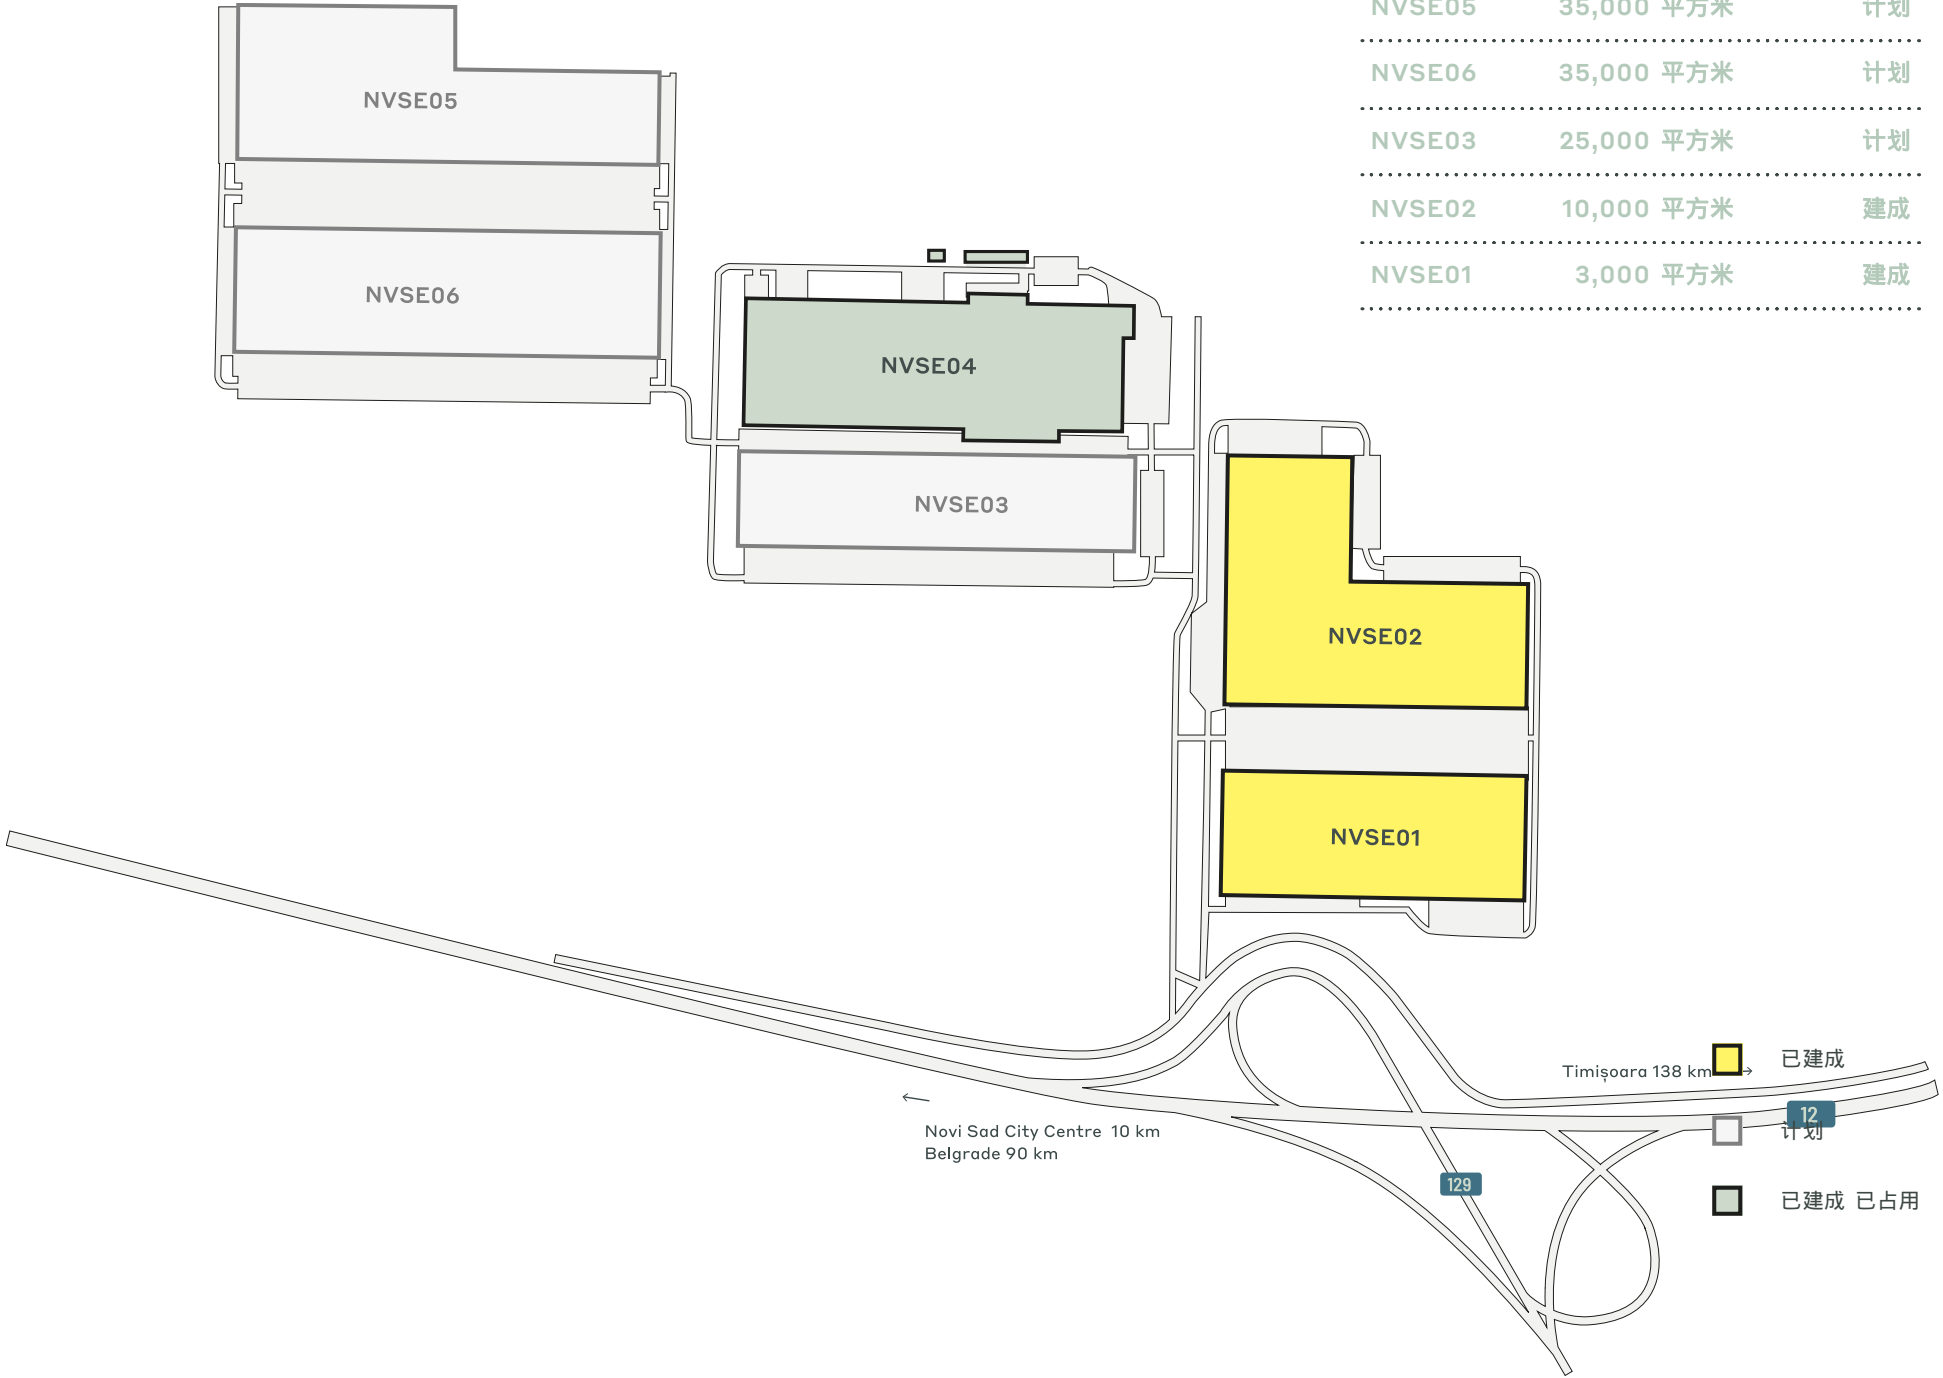 NVSE05 35,000 平方米 计划
NVSE06 35,000 平方米 计划
NVSE03 25,000 平方米 计划
NVSE02 10,000 平方米 建成
NVSE01 3,000 平方米 建成
NVSE05
NVSE06
NVSE04
NVSE03
NVSE02
NVSE01
Timișoara 138 km
已建成
12
计划
Novi Sad City Centre 10 km
Belgrade 90 km
129
已建成 已占用